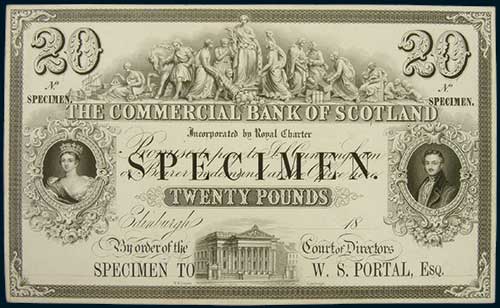 20 20
No No
SPECIMEN. SPECIMEN.
THE COMMERCIAL BANK OF SCOTLAND
Incorporated by Royal Charter
SPECIMEN.
TWENTY POUNDS
Edinburgh 18
By order of the Court of Directors
SPECIMEN TO W. S. PORTAL, ESQ.